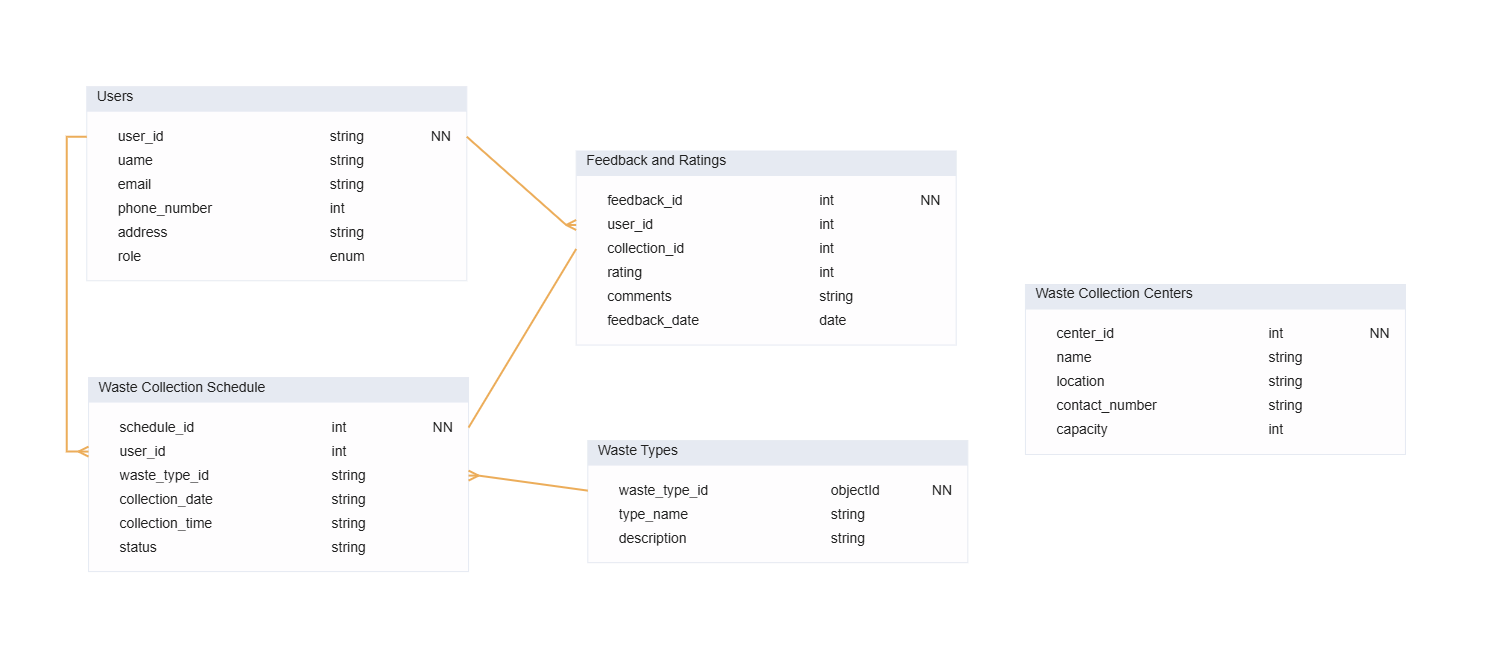 Users
user_id string NN
uame string
email string
phone_number int
address string
role enum
Feedback and Ratings
feedback_id int NN
user_id int
collection_id int
rating int
comments string
feedback_date date
Waste Collection Centers
center_id int NN
name string
location string
contact_number string
capacity int
Waste Collection Schedule
schedule_id int NN
user_id int
waste_type_id string
collection_date string
collection_time string
status string
Waste Types
waste_type_id objectId NN
type_name string
description string